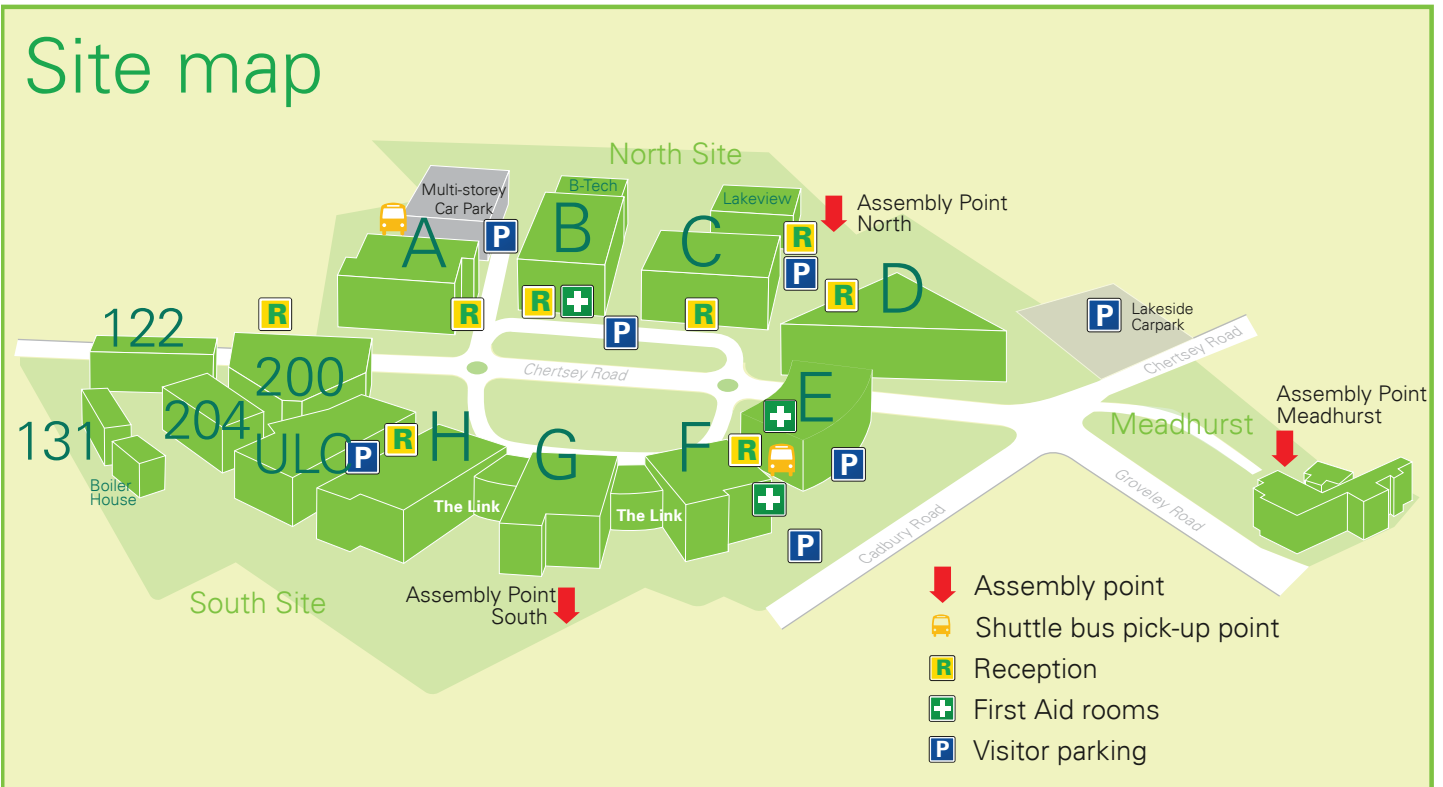 Site map
North Site
Multi-storey
Car Park
B-Tech
Lakeview
Assembly Point
North
A
B
C
D
P
R
P
R
R
R
P
R
R
P
Lakeside
Carpark
122
200
Chertsey Road
Chertsey Road
E
Assembly Point
Meadhurst
Meadhurst
131
204
ULO
P
R
H
G
F
R
P
Boiler
House
The Link
The Link
P
Groveley Road
Cadbury Road
South Site
Assembly Point
South
Assembly point
Shuttle bus pick-up point
R Reception
First Aid rooms
P Visitor parking